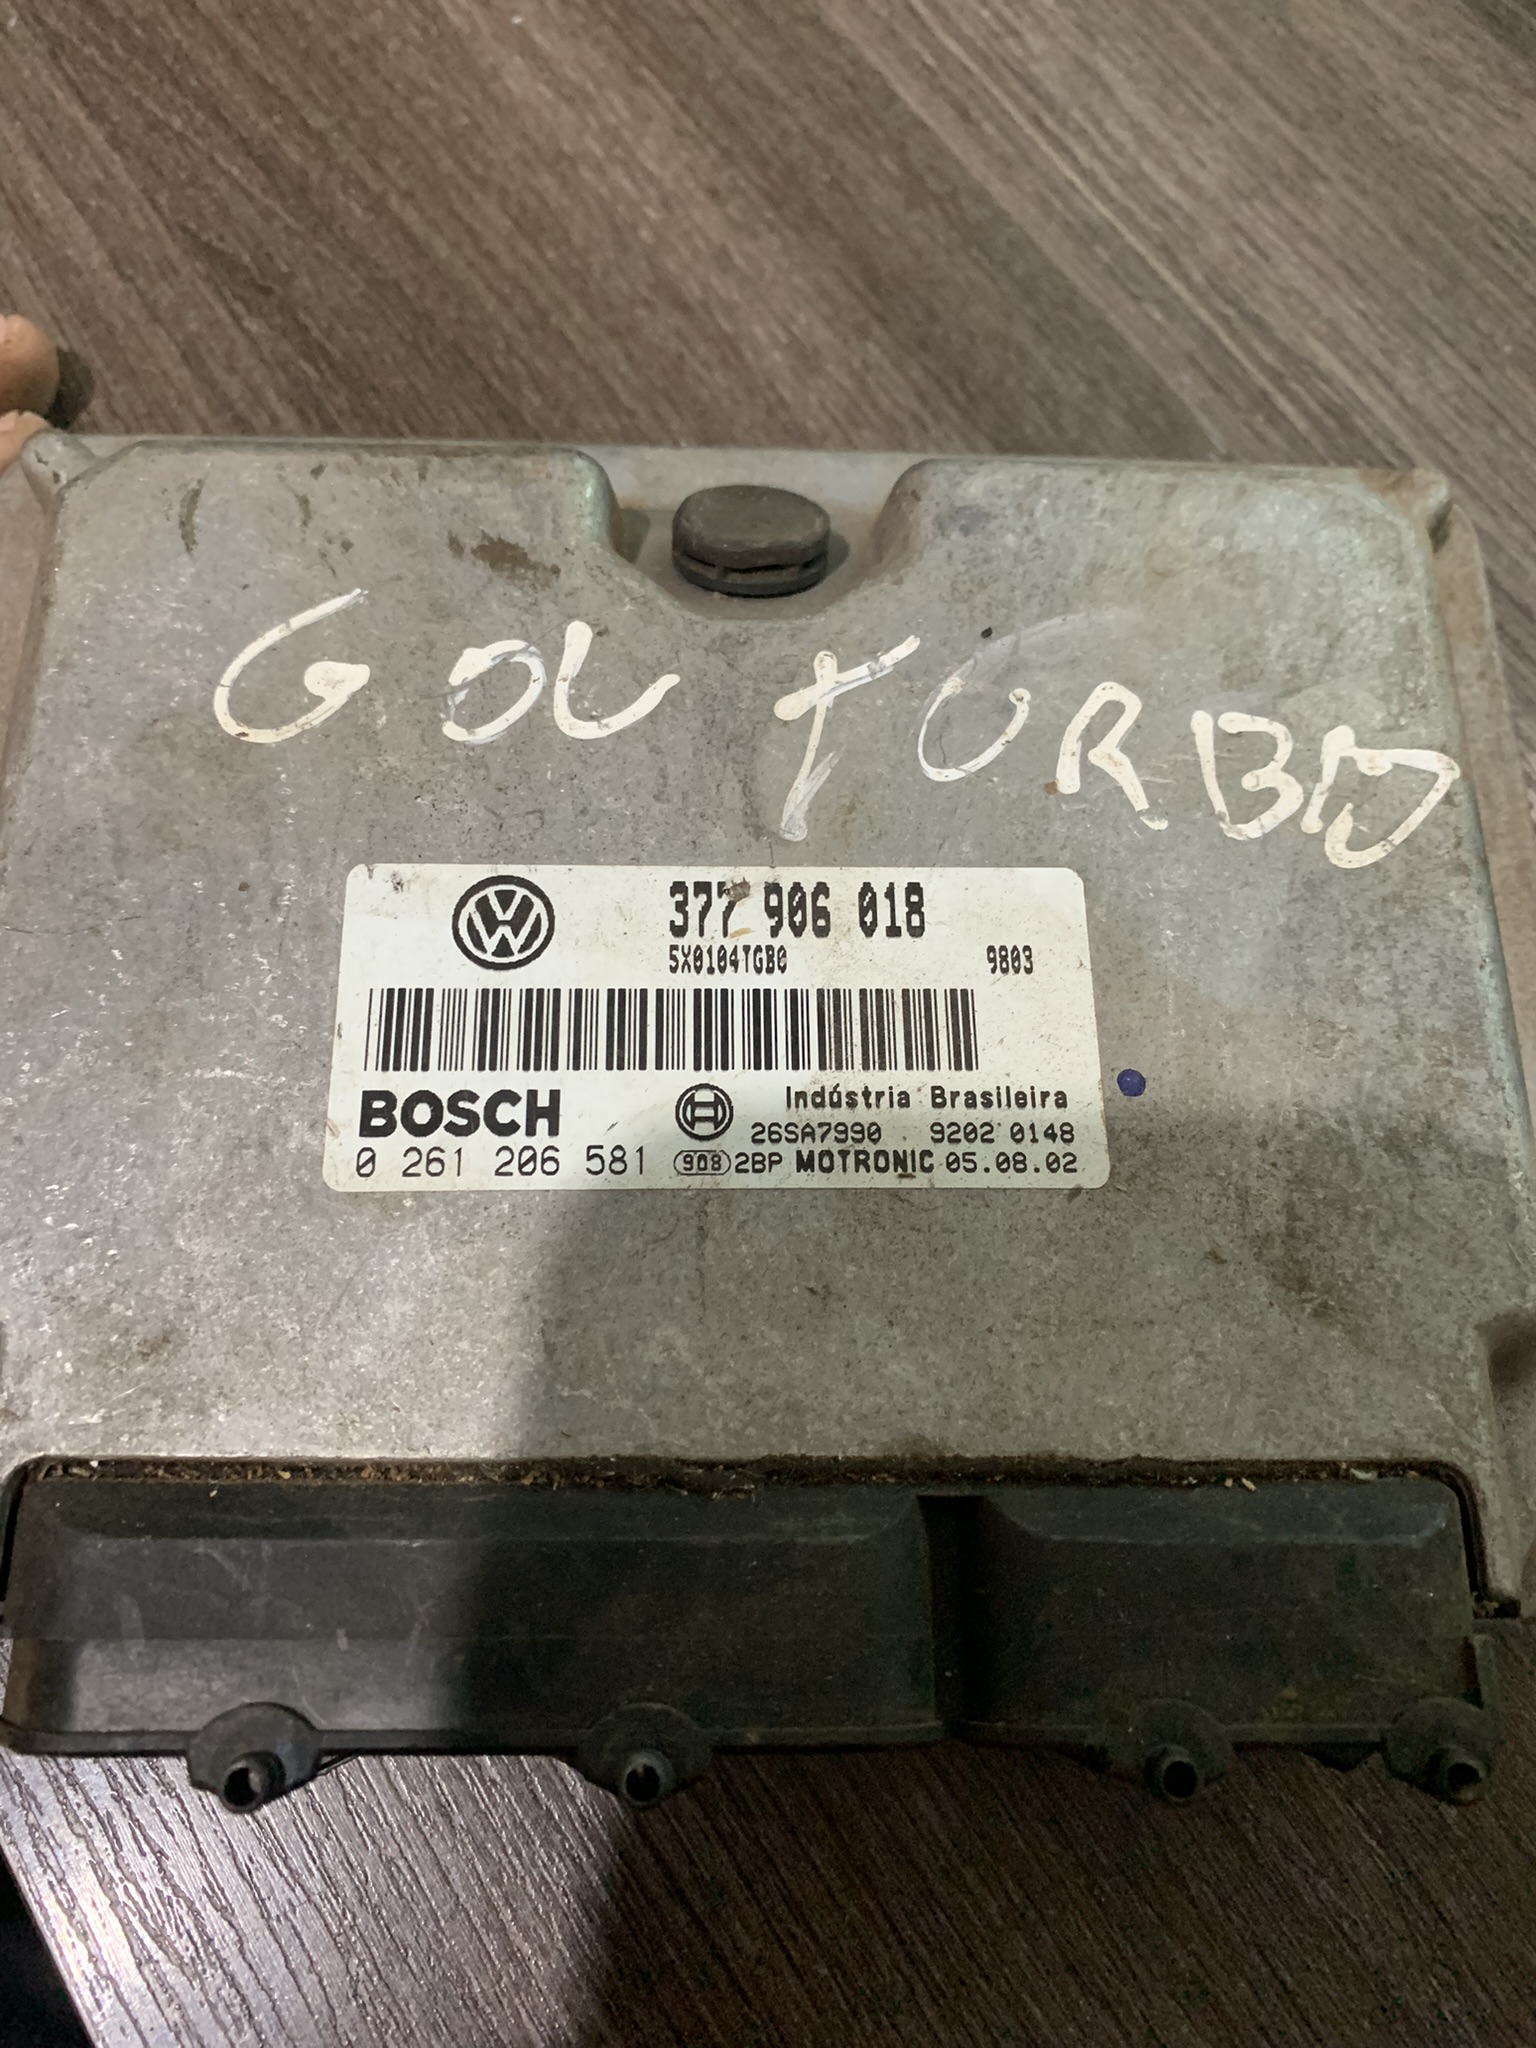 GOL TURBO
377 906 018
5X0104TGB0 9803
BOSCH Indústria Brasileira
26SA7990 9202 0148
0 261 206 581 908 2BP MOTRONIC 05.08.02